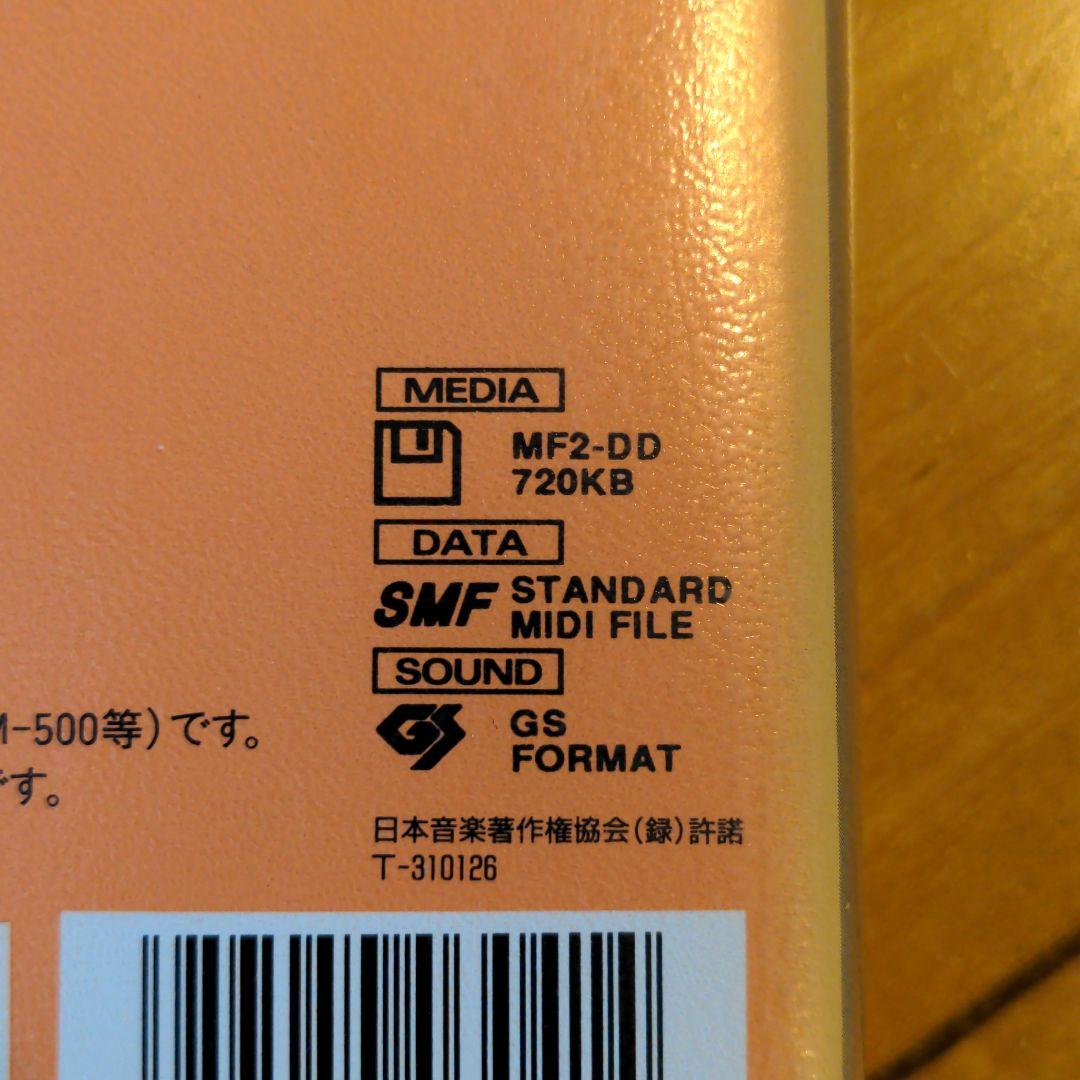 MEDIA
MF2-DD
720KB
DATA
SMF STANDARD
MIDI FILE
SOUND
GS GS
FORMAT
M-500等)です。
です。
日本音楽著作権協会(録)許諾
T-310126